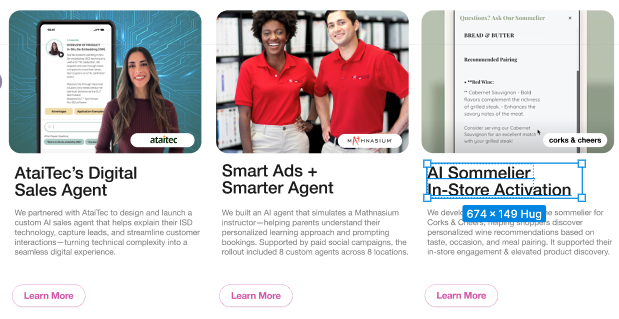 OVERVIEW OF PRODUCT
ataitec
AtaiTec's Digital
Sales Agent
We partnered with AtaiTec to design and launch a
custom AI sales agent that helps explain their ISD
technology, capture leads, and streamline customer
interactions—turning technical complexity into a
seamless digital experience.
Learn More
MATHNASIUM
Smart Ads +
Smarter Agent
We built an AI agent that simulates a Mathnasium
instructor—helping parents understand their
personalized learning approach and prompting
bookings. Supported by paid social campaigns, the
rollout included 8 custom agents across 8 locations.
Learn More
Questions? Ask Our Sommelier
×
BREAD & BUTTER
Recommended Pairing
• **Red Wine:
** Cabernet Sauvignon - Bold
flavors complement the richness
of grilled steak. - Enhances the
savory notes of the meat.
Consider serving our Cabernet
Sauvignon for an excellent match
with your grilled steak!
corks & cheers
AI Sommelier
In-Store Activation
674 × 149 Hug
We
sommelier for
Corks &
shoppers discover
personalized wine recommendations based on
taste, occasion, and meal pairing. It supported their
in-store engagement & elevated product discovery.
Learn More